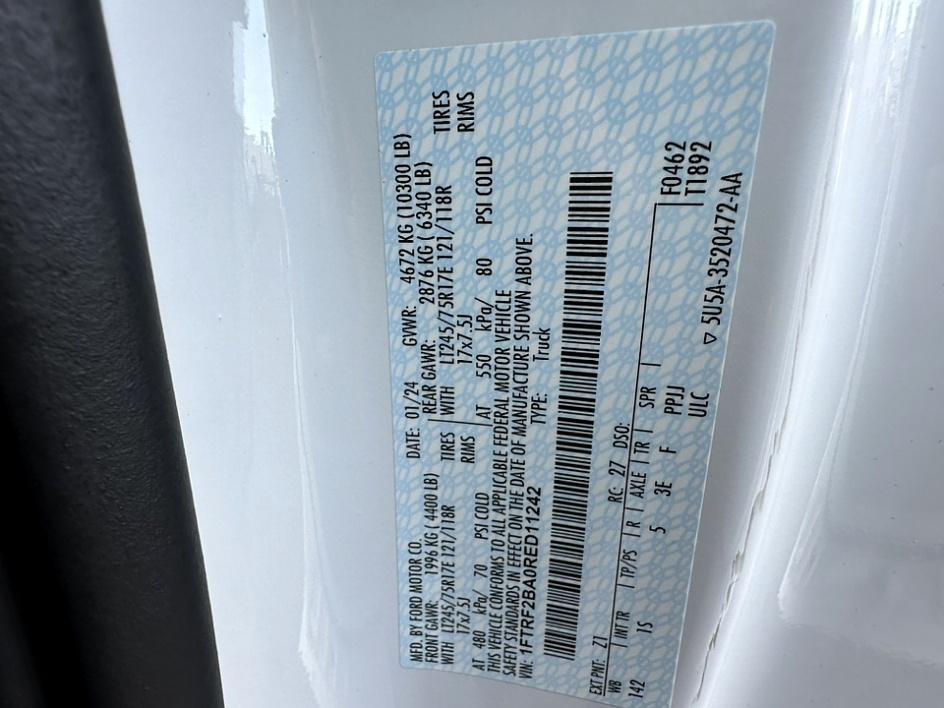 MFD. BY FORD MOTOR CO. DATE: 01/24 GVWR: 4672 KG (10300 LB)
FRONT GAWR: 1996 KG ( 4400 LB) REAR GAWR: 2876 KG ( 6340 LB)
WITH LT245/75R17E 121/118R TIRES WITH LT245/75R17E 121/118R TIRES
17x7.5J RIMS 17x7.5J RIMS
AT 480 kPa/ 70 PSI COLD AT 550 kPa/ 80 PSI COLD
THIS VEHICLE CONFORMS TO ALL APPLICABLE FEDERAL MOTOR VEHICLE
SAFETY STANDARDS IN EFFECT ON THE DATE OF MANUFACTURE SHOWN ABOVE.
VIN: 1FTRF2BA0RED11242 TYPE: Truck
EXT PNT: Z1 RC: 27 DSO: F0462
WB INT TR TP/PS R AXLE TR SPR T1892
142 1S 5 3E F PPJJ
ULC ▽ 5U5A-3520472-AA